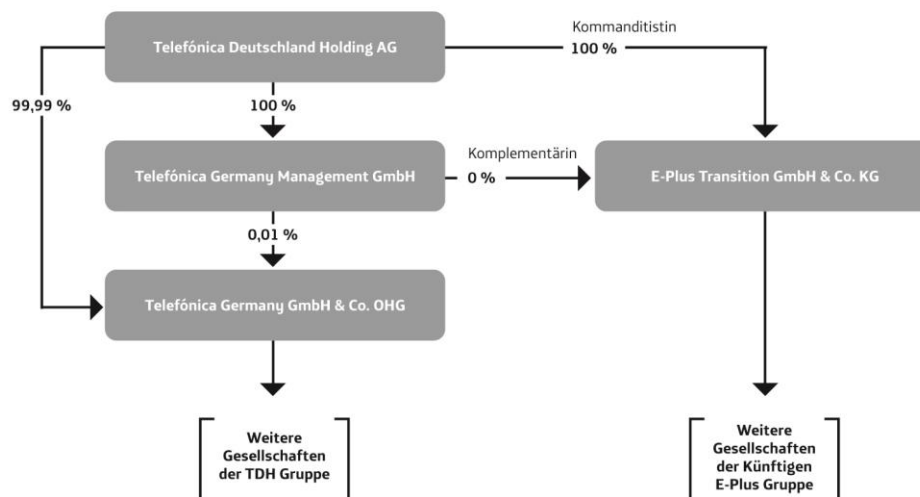 Kommanditistin
Telefónica Deutschland Holding AG
100 %
99,99 %
100 %
Komplementärin
Telefónica Germany Management GmbH
0 %
E-Plus Transition GmbH & Co. KG
0,01 %
Telefónica Germany GmbH & Co. OHG
Weitere
Gesellschaften
der TDH Gruppe
Weitere
Gesellschaften
der Künftigen
E-Plus Gruppe